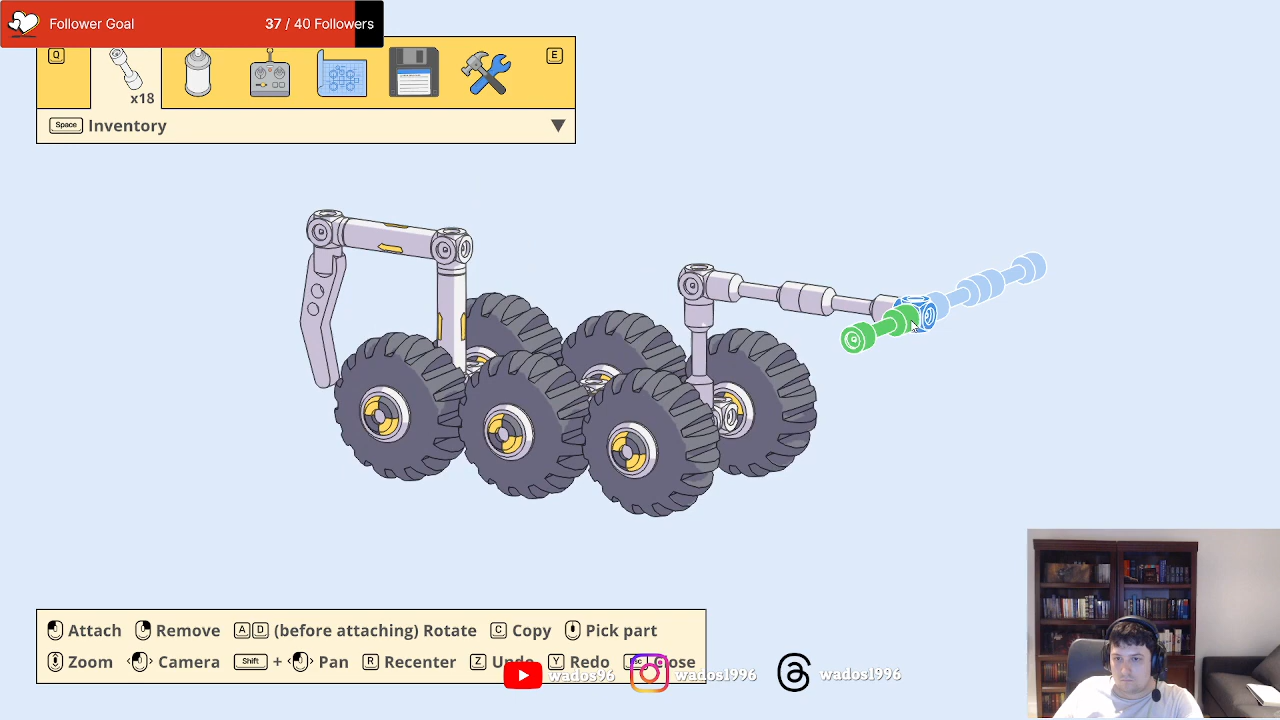 Follower Goal 37 / 40 Followers
Q E
x18
Space Inventory
Attach Remove A D (before attaching) Rotate C Copy Pick part
Zoom Camera Shift + Pan R Recenter Z Undo Y Redo
wados96 wados1996 wados1996